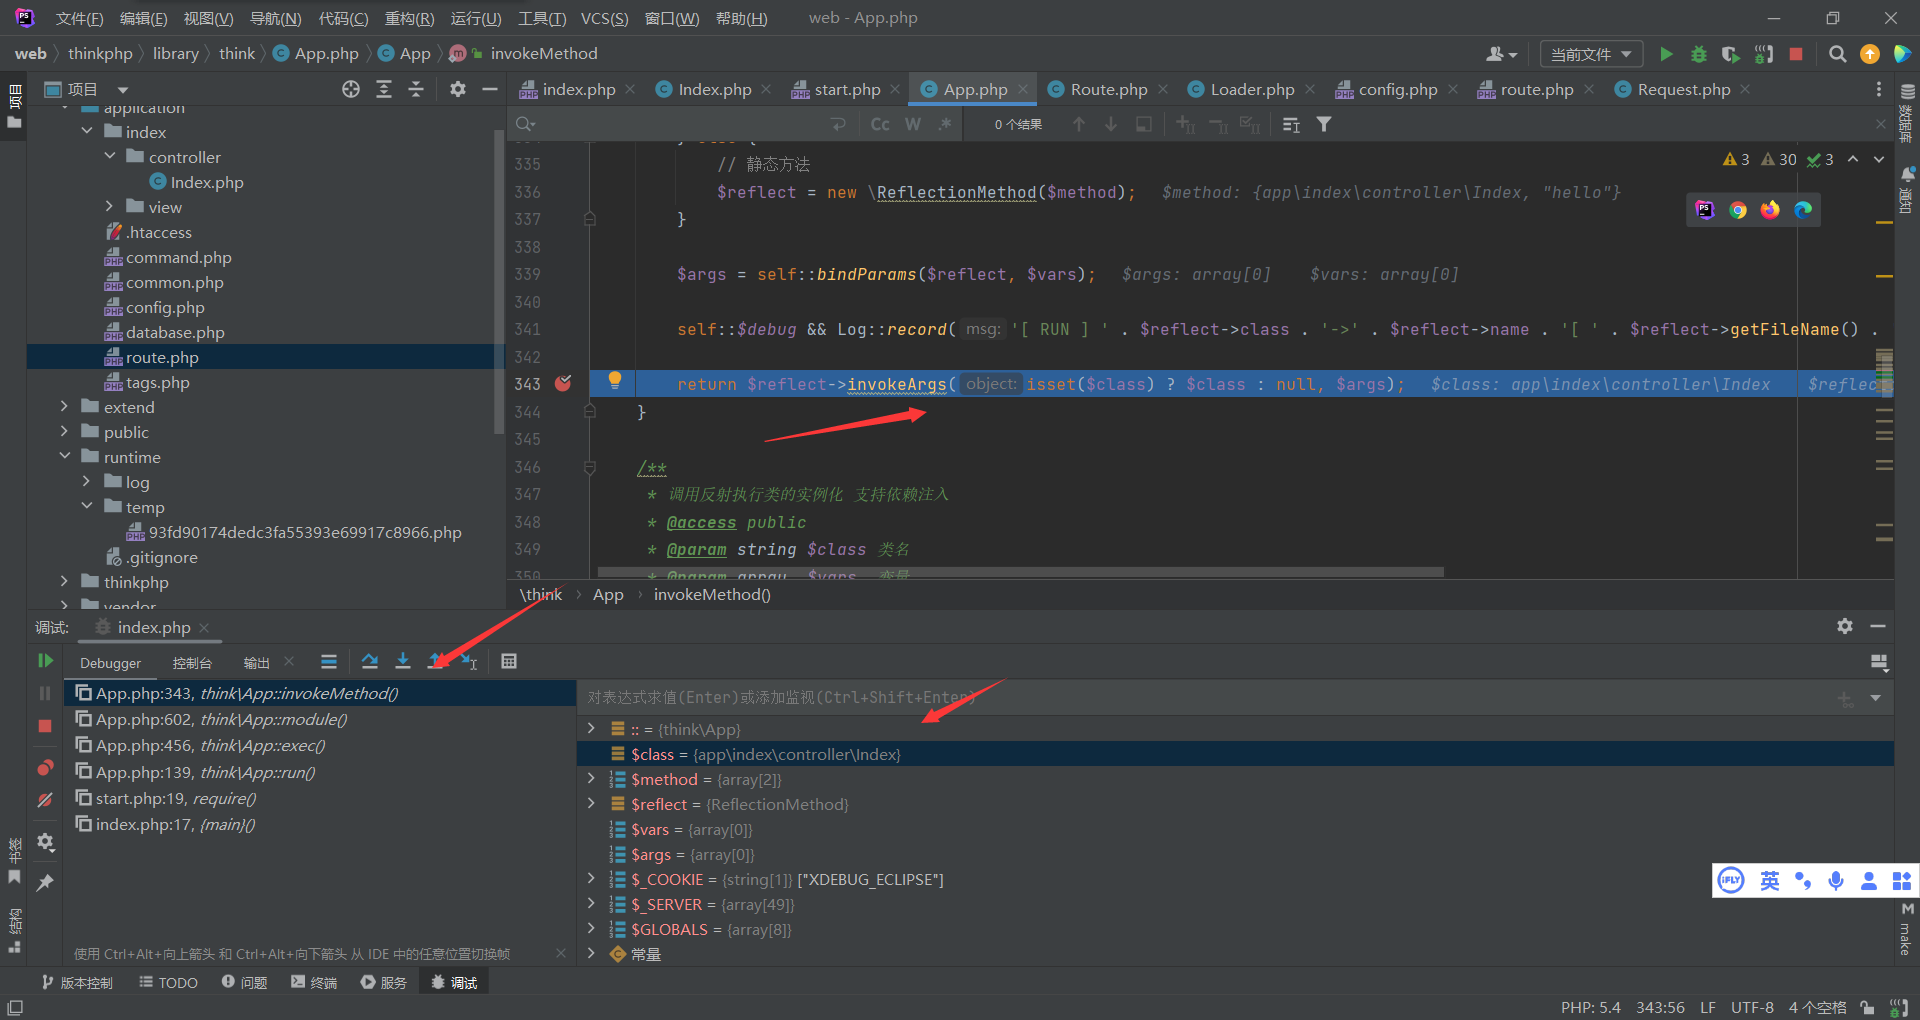 文件(F) 编辑(E) 视图(V) 导航(N) 代码(C) 重构(R) 运行(U) 工具(T) VCS(S) 窗口(W) 帮助(H) web - App.php
web thinkphp library think App.php App invokeMethod
当前文件
项目
项目
index.php Index.php start.php App.php Route.php Loader.php config.php route.php Request.php
Cc W .* 0 个结果
application
index
controller
Index.php
view
.htaccess
command.php
common.php
config.php
database.php
route.php
tags.php
extend
public
runtime
log
temp
93fd90174dedc3fa55393e69917c8966.php
.gitignore
thinkphp
vendor
3 30 3
335 // 静态方法
336 $reflect = new \ReflectionMethod($method); $method: {app\index\controller\Index, "hello"}
337 }
338
339 $args = self::bindParams($reflect, $vars); $args: array[0] $vars: array[0]
340
341 self::$debug && Log::record( msg: '[ RUN ] ' . $reflect->class . '->' . $reflect->name . '[ ' . $reflect->getFileName() .
342
343 return $reflect->invokeArgs( object: isset($class) ? $class : null, $args); $class: app\index\controller\Index $reflec
344 }
345
346 /**
347 * 调用反射执行类的实例化 支持依赖注入
348 * @access public
349 * @param string $class 类名
350 * @param array $vars 变量
\think App invokeMethod()
数据库
通知
调试: index.php
Debugger 控制台 输出
App.php:343, think\App::invokeMethod()
App.php:602, think\App::module()
App.php:456, think\App::exec()
App.php:139, think\App::run()
start.php:19, require()
index.php:17, {main}()
使用 Ctrl+Alt+向上箭头 和 Ctrl+Alt+向下箭头 从 IDE 中的任意位置切换帧
对表达式求值(Enter)或添加监视(Ctrl+Shift+Enter)
:: = {think\App}
$class = {app\index\controller\Index}
$method = {array[2]}
$reflect = {ReflectionMethod}
$vars = {array[0]}
$args = {array[0]}
$_COOKIE = {string[1]} ["XDEBUG_ECLIPSE"]
$_SERVER = {array[49]}
$GLOBALS = {array[8]}
常量
书签
结构
iFLY 英
M make
版本控制 TODO 问题 终端 服务 调试
PHP: 5.4 343:56 LF UTF-8 4 个空格